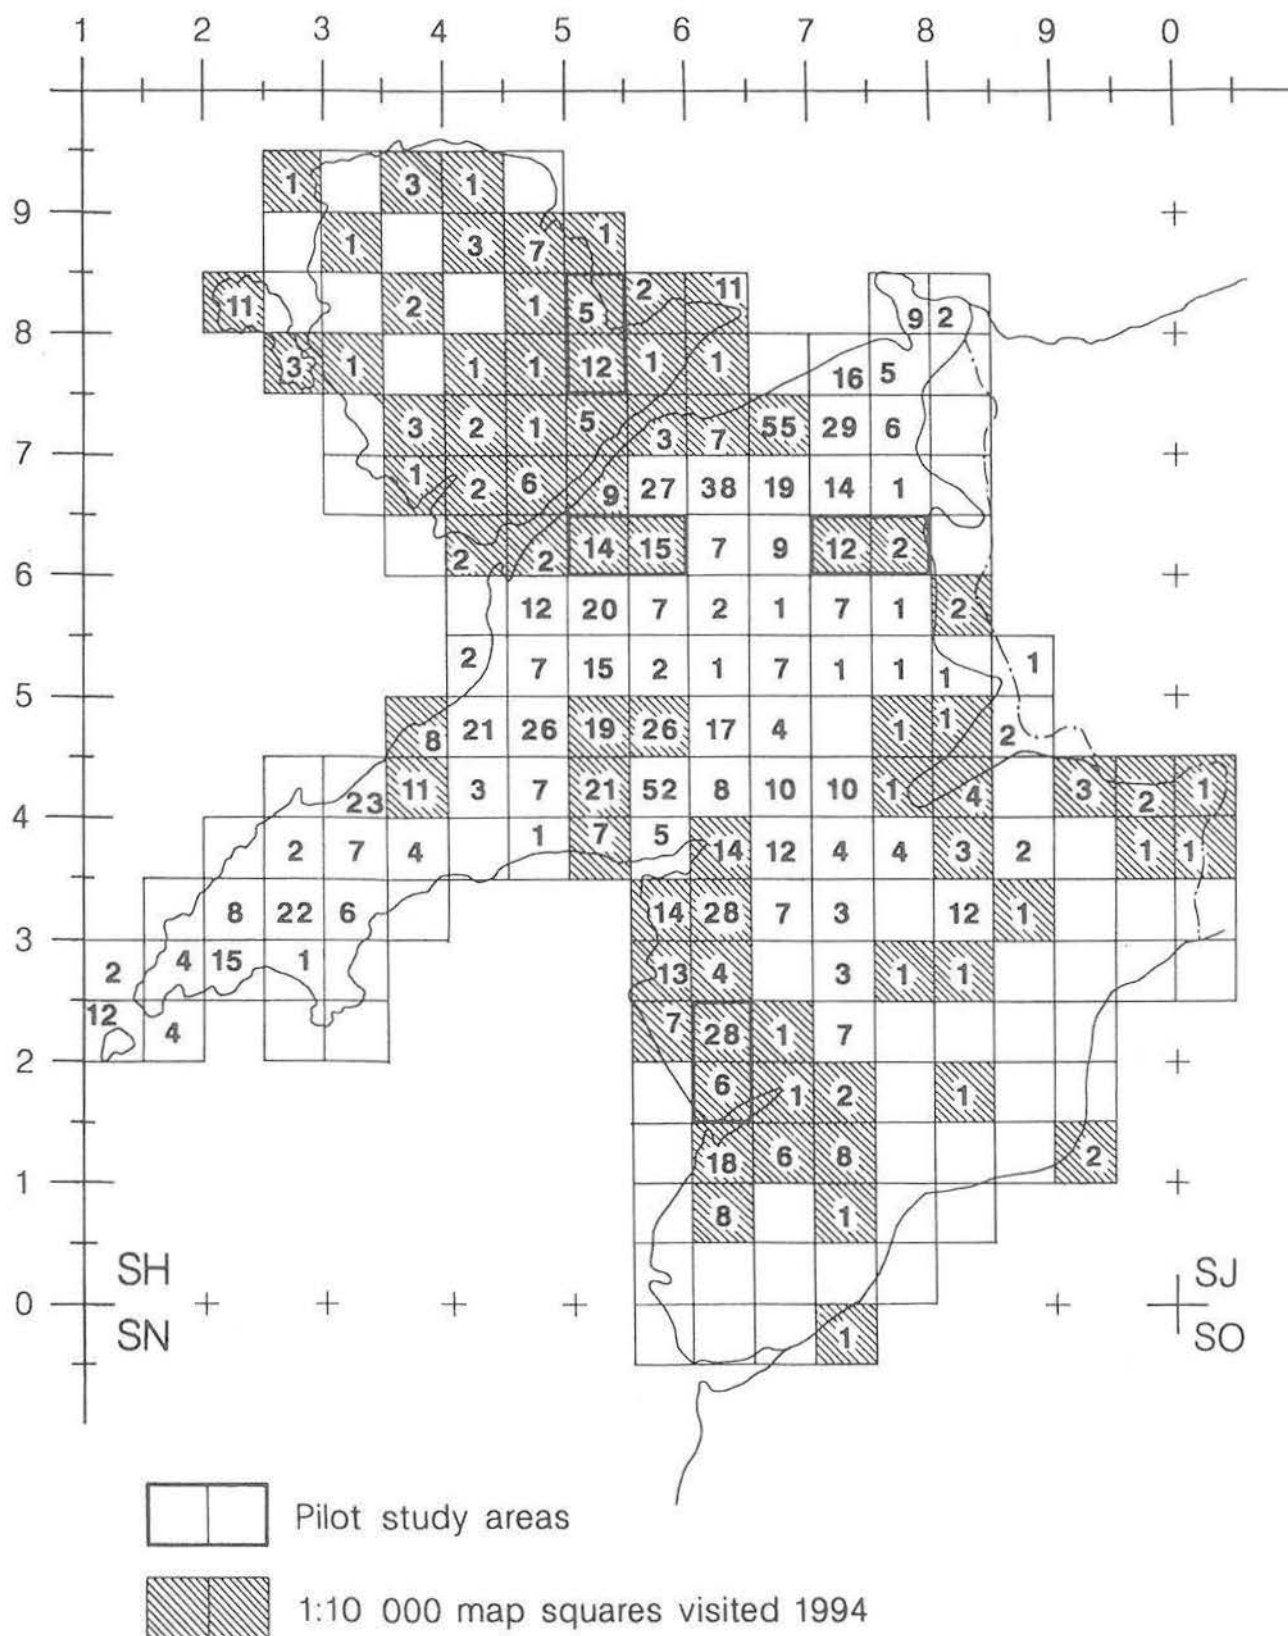 1 2 3 4 5 6 7 8 9 0
1 3 1
9
1 3 7 1
11 2 1 5 2 11 9 2
8
3 1 1 1 12 1 1 16 5
3 2 1 5 3 7 55 29 6
7
1 2 6 9 27 38 19 14 1
2 2 14 15 7 9 12 2
6
12 20 7 2 1 7 1 2
2 7 15 2 1 7 1 1 1 1
5
8 21 26 19 26 17 4 1 1 2
23 11 3 7 21 52 8 10 10 1 4 3 2 1
4
2 7 4 1 7 5 14 12 4 4 3 2 1 1
8 22 6 14 28 7 3 12 1
3
2 4 15 1 13 4 3 1 1
12 4 7 28 1 7
2
6 1 2 1
18 6 8 2
1
8 1
SH SJ
0
SN 1 SO
Pilot study areas
1:10 000 map squares visited 1994